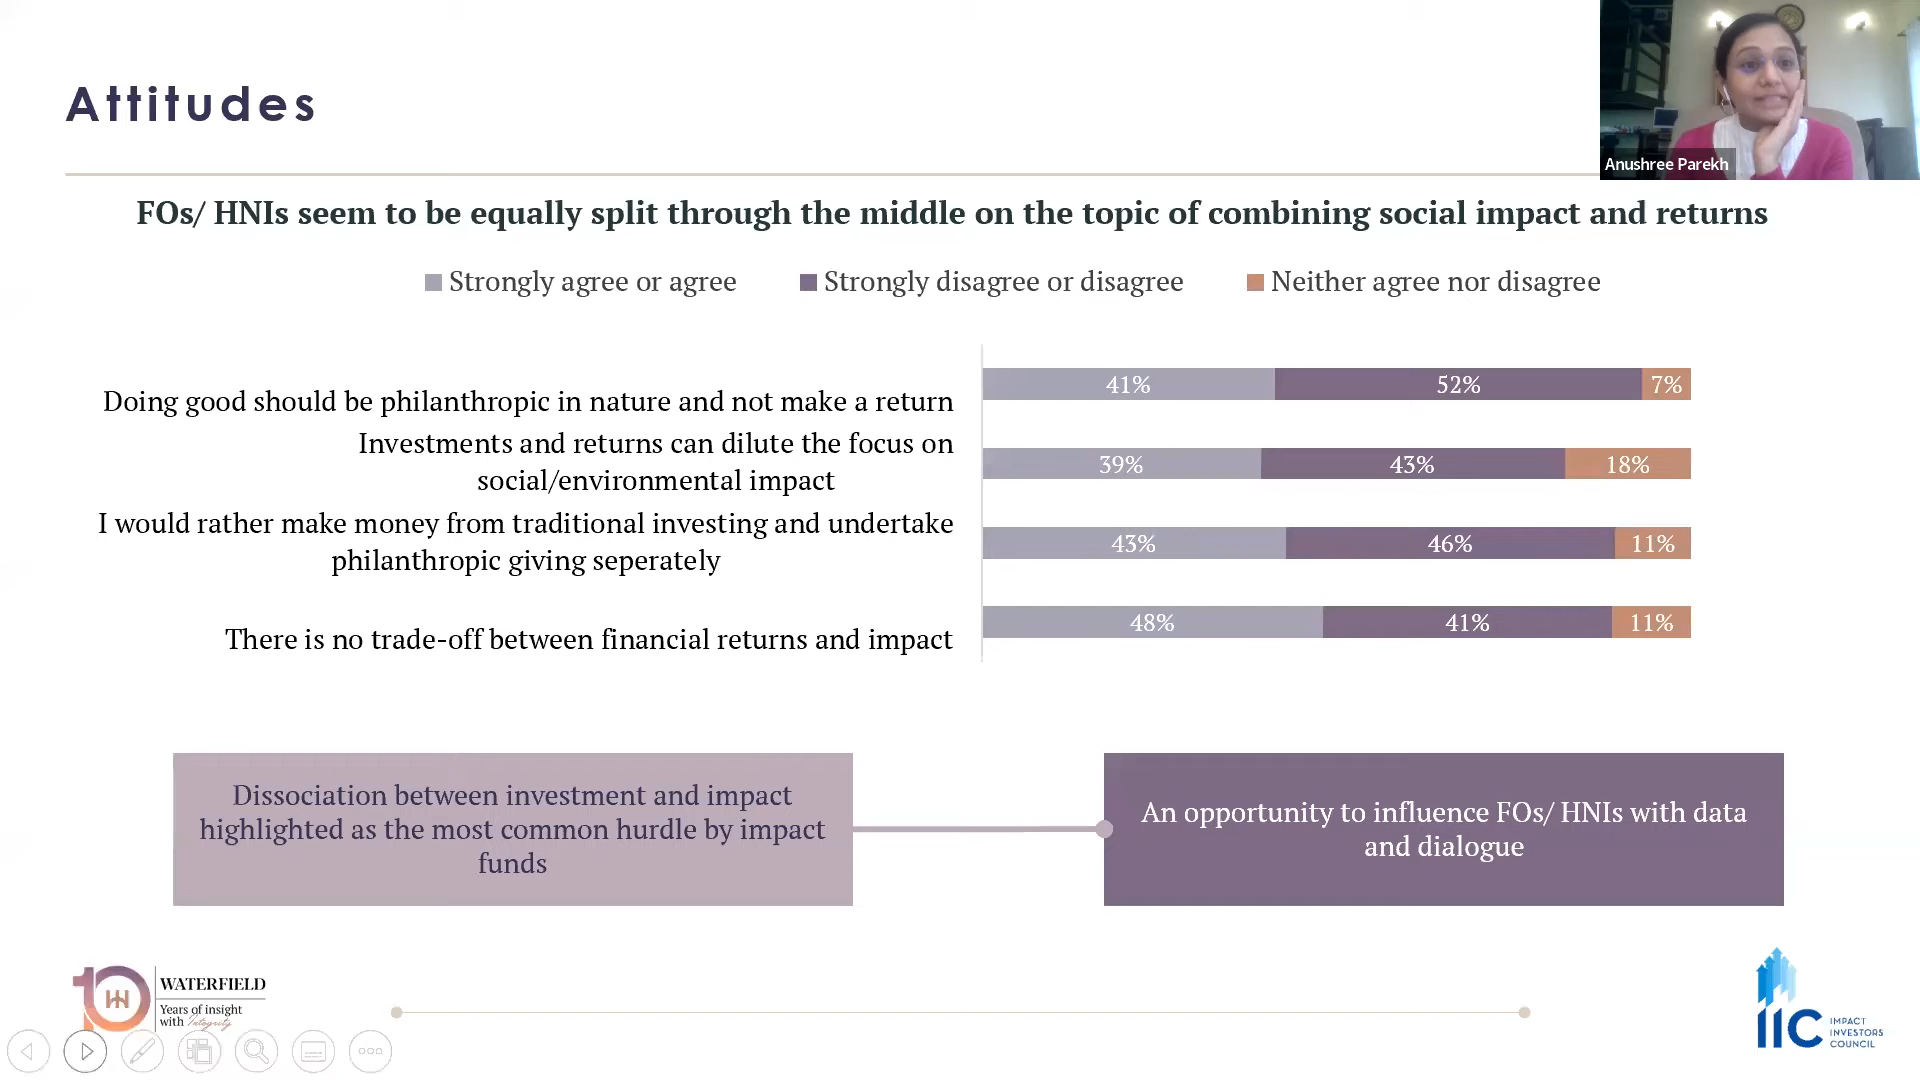 Attitudes
Anushree Parekh
FOs/ HNIs seem to be equally split through the middle on the topic of combining social impact and returns
Strongly agree or agree
Strongly disagree or disagree
Neither agree nor disagree
Doing good should be philanthropic in nature and not make a return
41%
52%
7%
Investments and returns can dilute the focus on
social/environmental impact
39%
43%
18%
I would rather make money from traditional investing and undertake
philanthropic giving seperately
43%
46%
11%
There is no trade-off between financial returns and impact
48%
41%
11%
Dissociation between investment and impact
highlighted as the most common hurdle by impact
funds
An opportunity to influence FOs/ HNIs with data
and dialogue
10
WATERFIELD
Years of insight
with Integrity
IIC
IMPACT
INVESTORS
COUNCIL